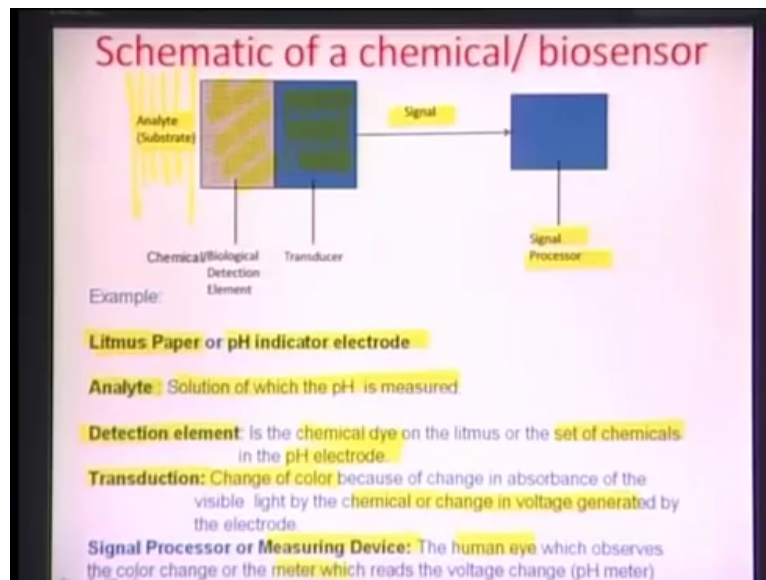 Schematic of a chemical/ biosensor
Analyte
(Substrate)
Signal
Signal
Processor
Chemical/Biological
Detection
Element
Transducer
Example:
Litmus Paper or pH indicator electrode
Analyte : Solution of which the pH is measured
Detection element: Is the chemical dye on the litmus or the set of chemicals
in the pH electrode.
Transduction: Change of color because of change in absorbance of the
visible light by the chemical or change in voltage generated by
the electrode
Signal Processor or Measuring Device: The human eye which observes
the color change or the meter which reads the voltage change (pH meter)